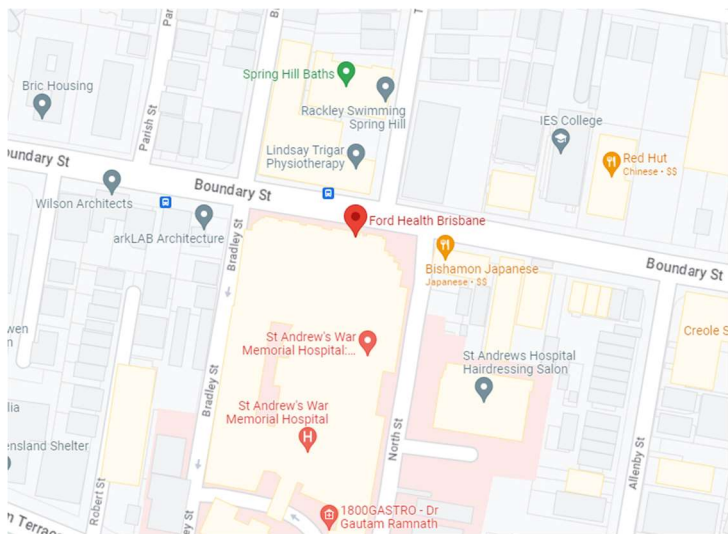 Spring Hill Baths
Bric Housing
Parish St
Rackley Swimming
Spring Hill
IES College
Lindsay Trigar
Physiotherapy
Red Hut
Chinese • $$
Boundary St
Wilson Architects
arkLAB Architecture
Bradley St
Ford Health Brisbane
Bishamon Japanese
Japanese • $$
Boundary St
St Andrew's War
Memorial Hospital:...
Creole
St Andrews Hospital
Hairdressing Salon
Bradley St
St Andrew's War
Memorial Hospital
H
North St
Allenby St
ensland Shelter
Robert St
1800GASTRO - Dr
Gautam Ramnath
n Terrace